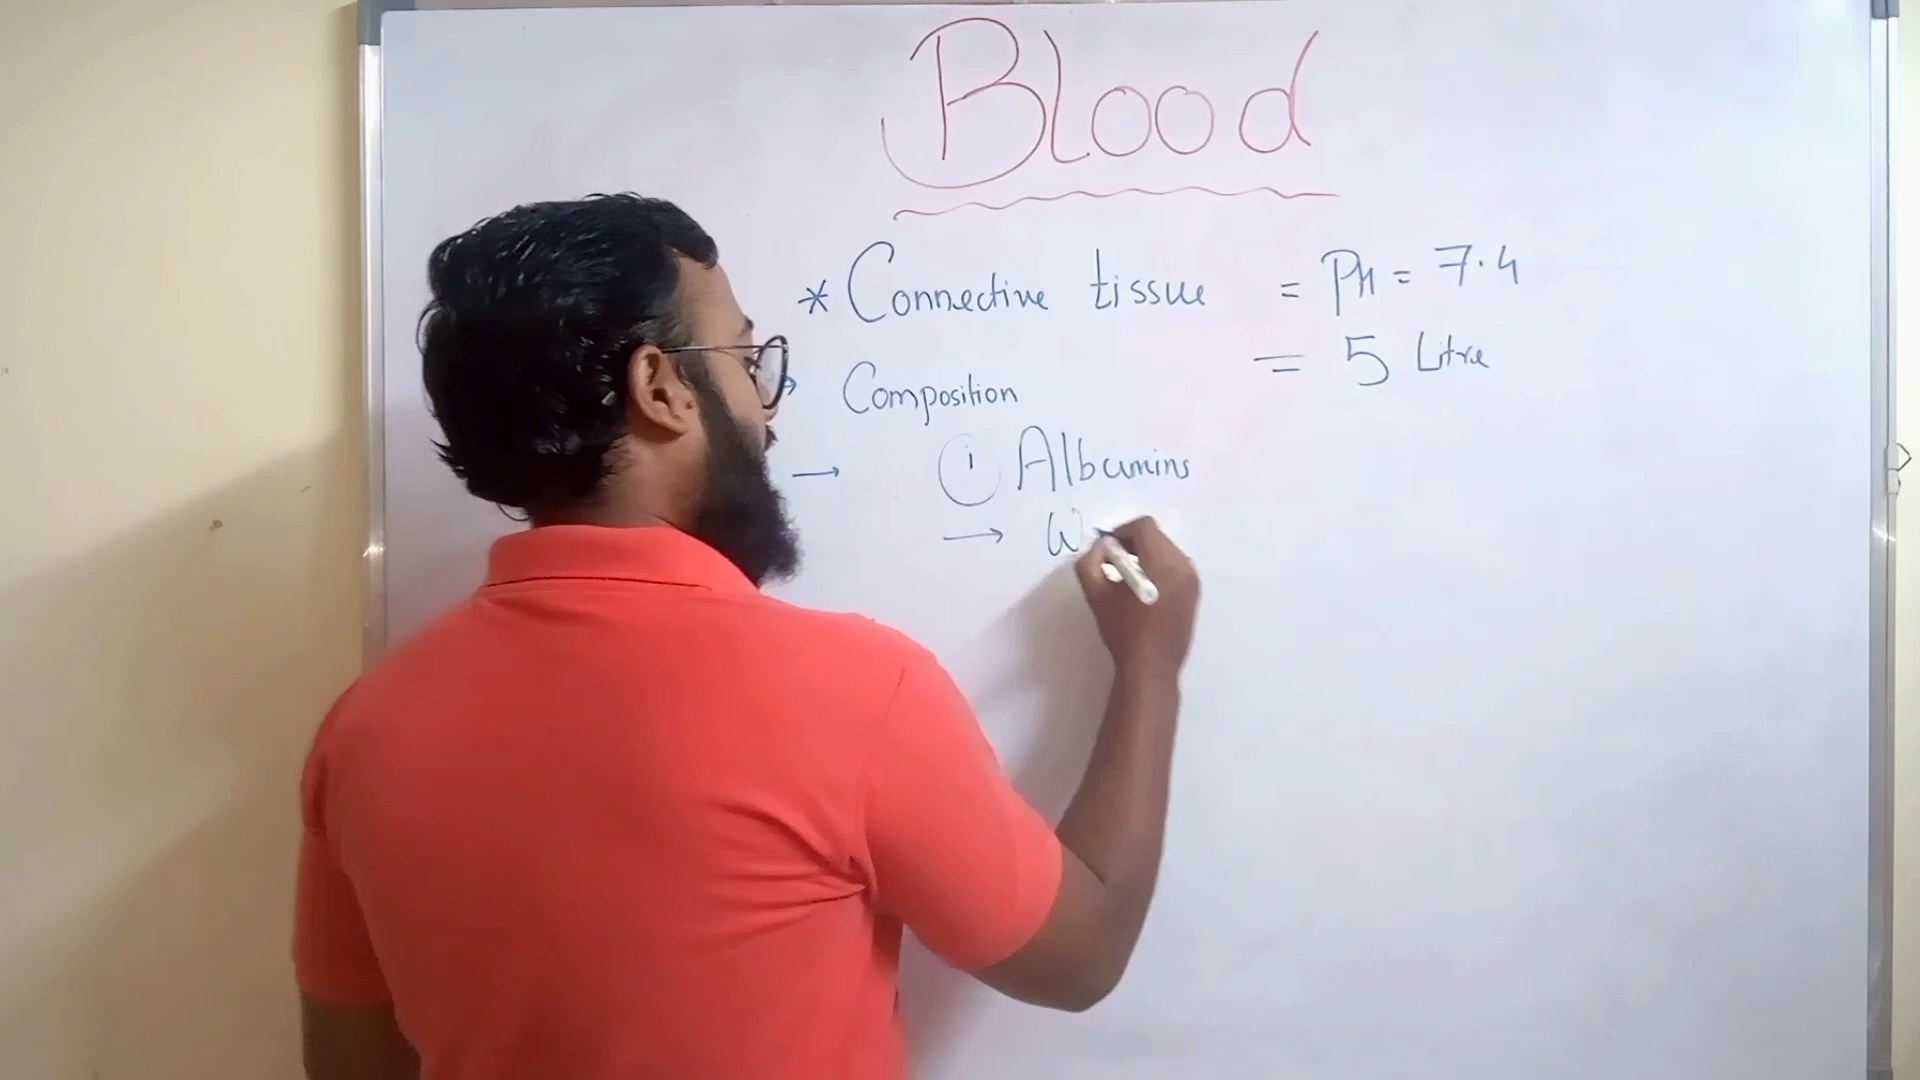 Blood
* Connective tissue = PH = 7.4
= 5 Litre
→ Composition
→ (i) Albumins
→ W